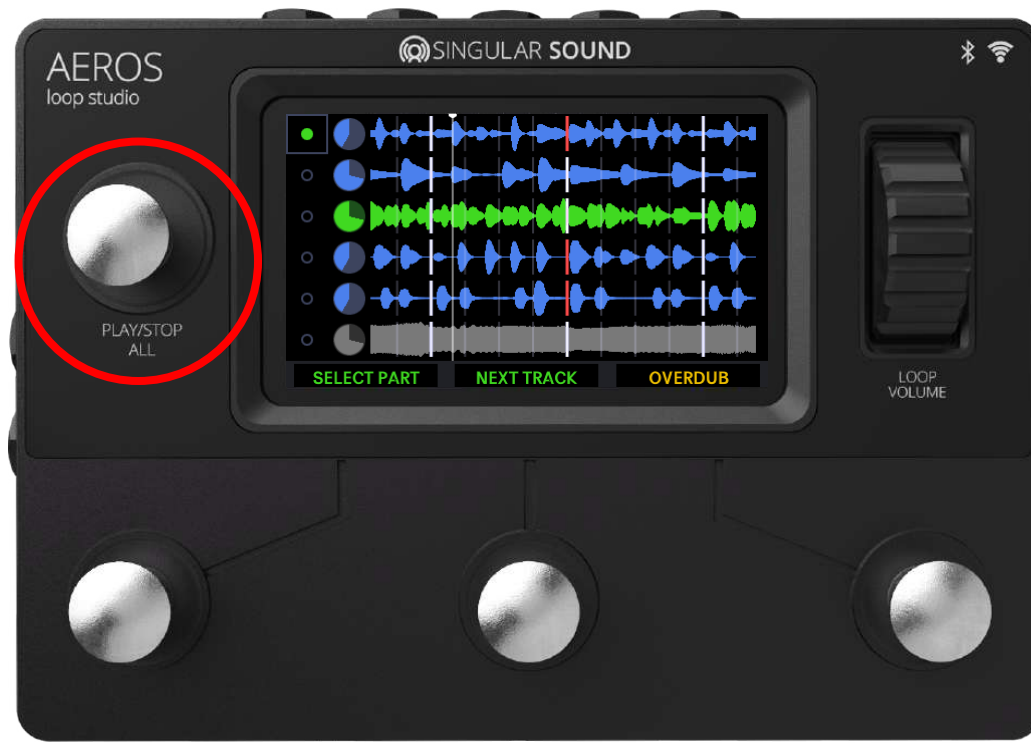 AEROS
loop studio
SINGULAR SOUND
PLAY/STOP
ALL
SELECT PART
NEXT TRACK
OVERDUB
LOOP
VOLUME